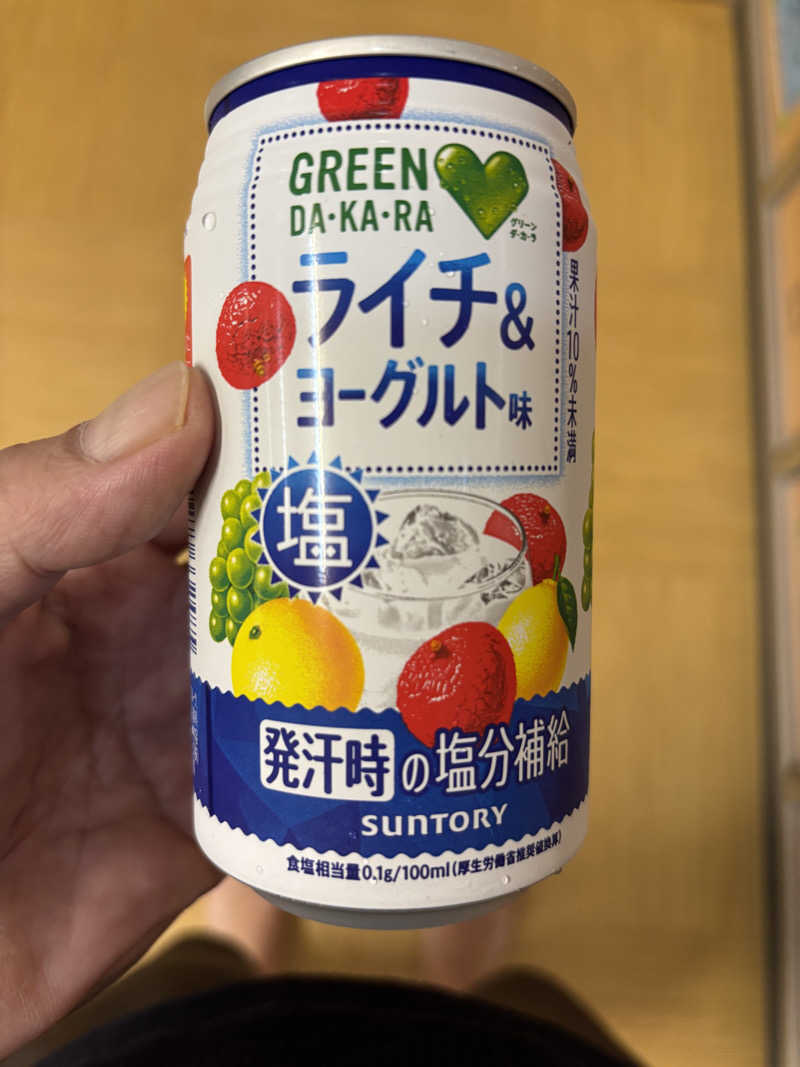 GREEN
DA・KA・RA
グリーン
ダ・カ・ラ
ライチ&
ヨーグルト味
果汁10%未満
塩
発汗時の塩分補給
SUNTORY
食塩相当量0.1g/100ml(厚生労働省推奨値換算)